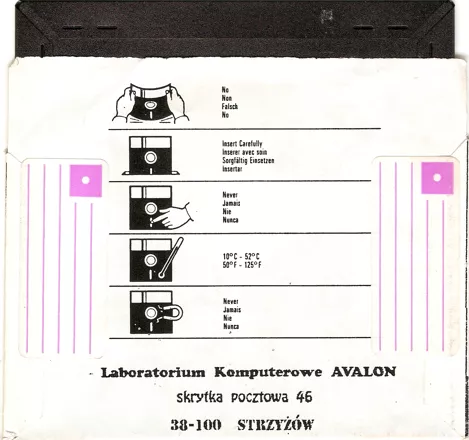 No
Non
Falsch
No
Insert Carefully
Inserer avec soin
Sorgfältig Einsetzen
Insertar
Never
Jamais
Nie
Nunca
10°C - 52°C
50°F - 125°F
Never
Jamais
Nie
Nunca
Laboratorium Komputerowe AVALON
skrytka pocztowa 46
38-100 STRZYŻÓW